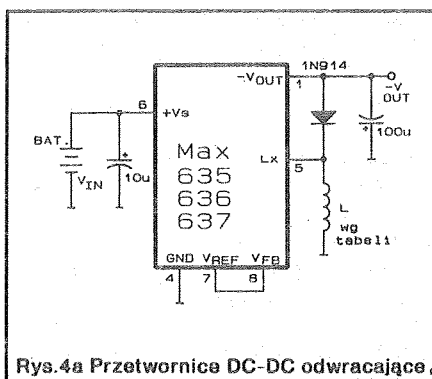 1N914
-VOUT
1
-V
OUT
6
+Vs
BAT.
VIN
10u
Max
635
636
637
100u
LX
5
L
wg
tabeli
GND
VREF
VFB
4
7
8
Rys.4a Przetwornice DC-DC odwracające